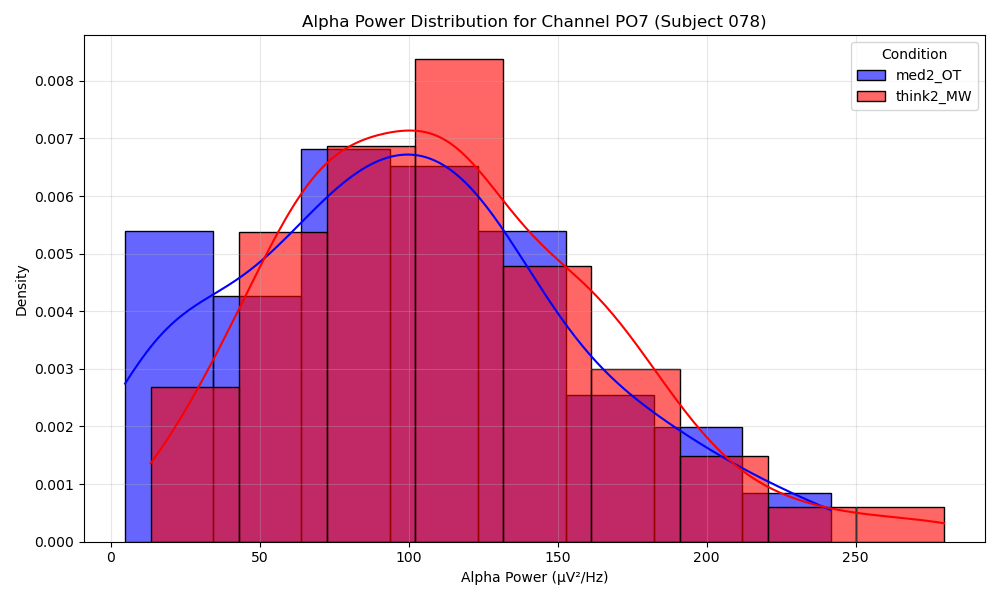 Alpha Power Distribution for Channel PO7 (Subject 078)
Condition
med2_OT
think2_MW
0.008
0.007
0.006
0.005
0.004
0.003
0.002
0.001
0.000
Density
0 50 100 150 200 250
Alpha Power (μV²/Hz)